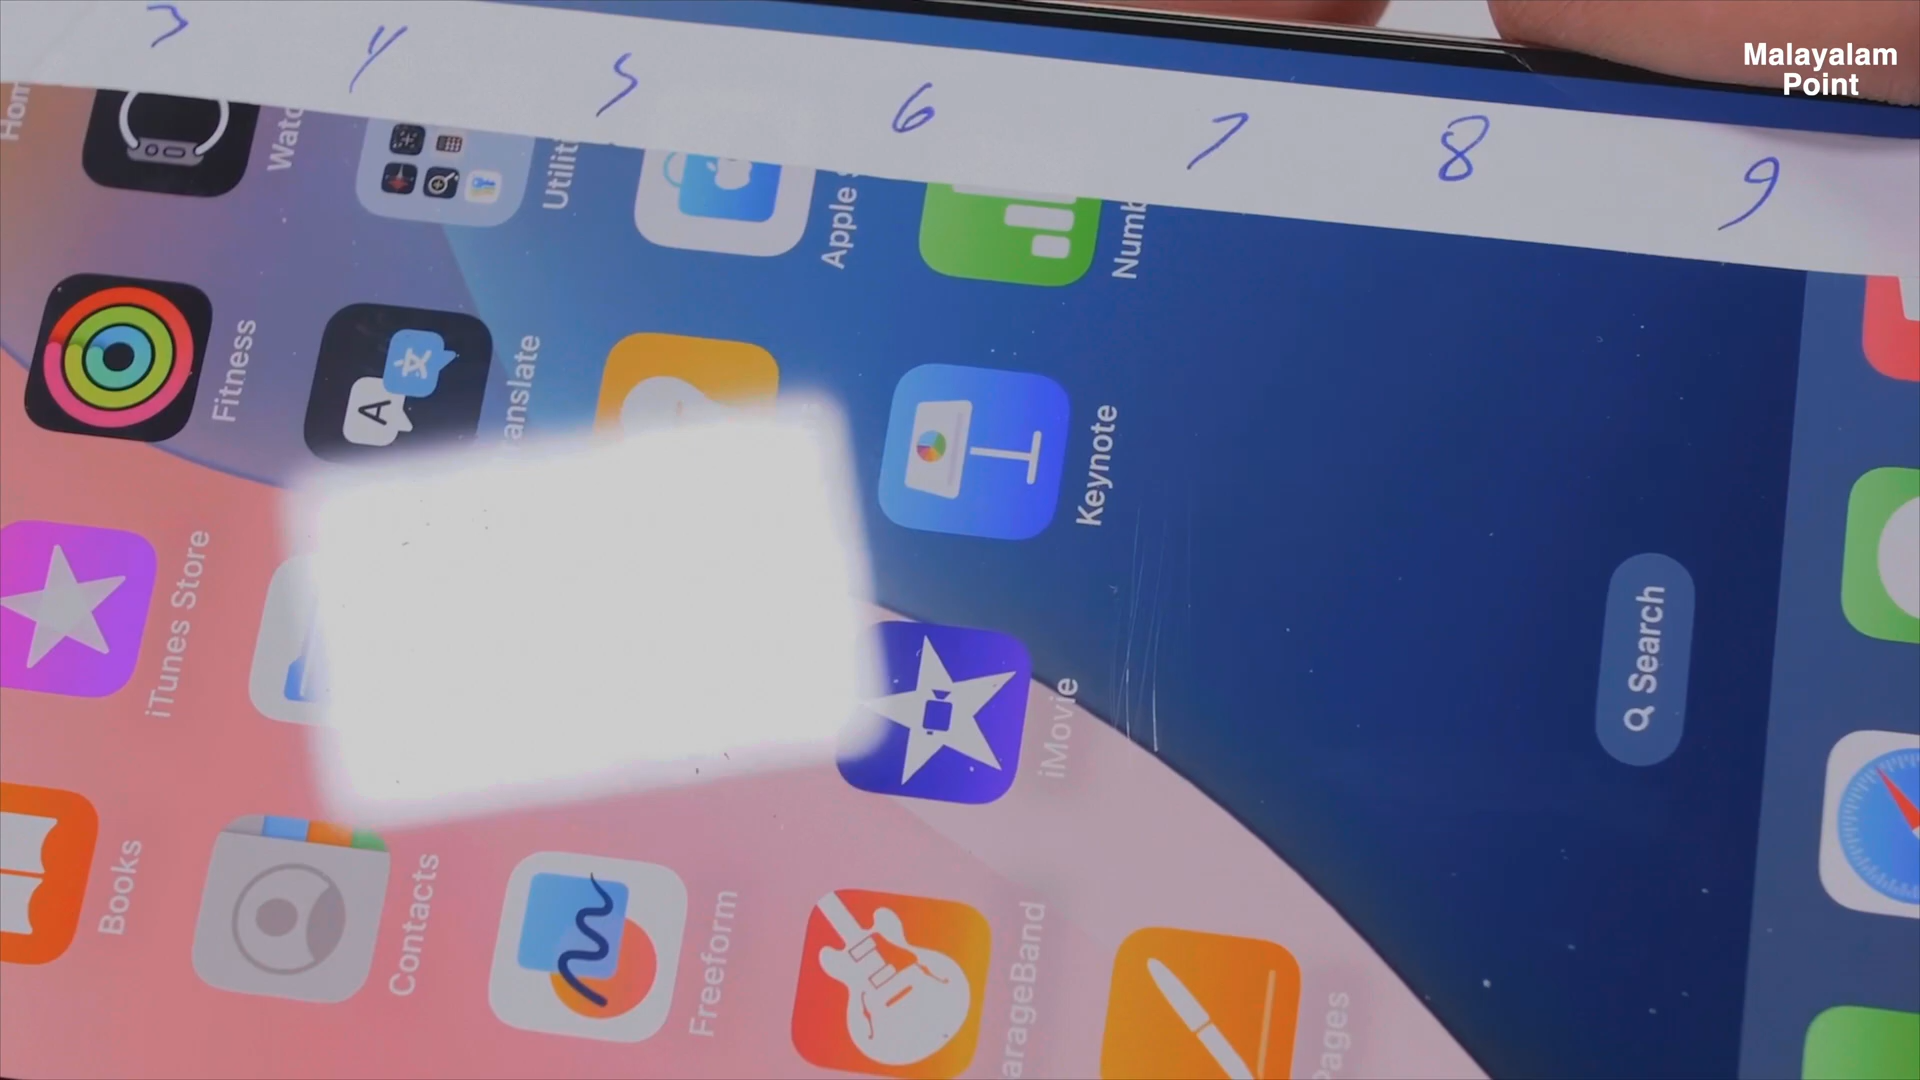 Malayalam
Point
3 4 5 6 7 8 9
Watc
Utilit
Apple S
Numb
Fitness
anslate
Keynote
iTunes Store
iMovie
Search
Books
Contacts
Freeform
arageBand
Pages